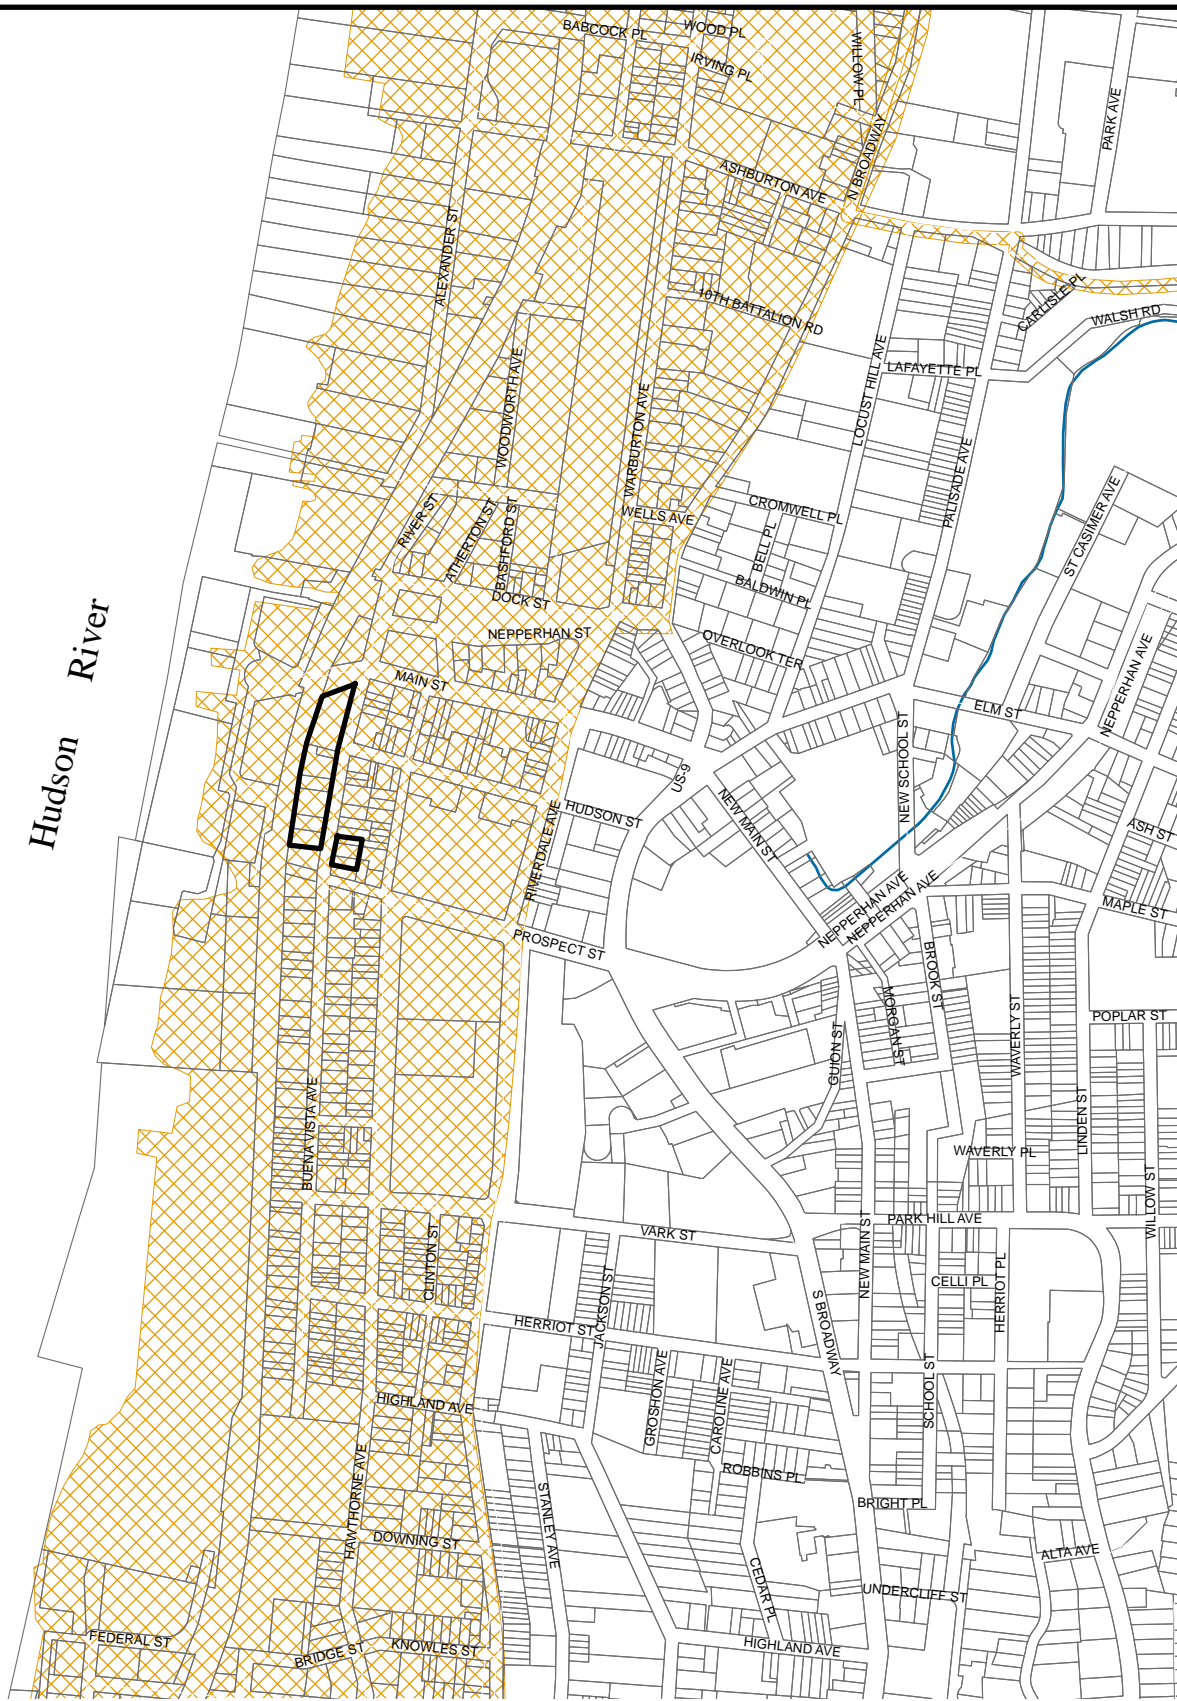 BABCOCK PL
WOOD PL
IRVING PL
WILLOW PL
PARK AVE
N BROADWAY
ASHBURTON AVE
ALEXANDER ST
10TH BATTALION RD
CARLISLE PL
WALSH RD
LOCUST HILL AVE
LAFAYETTE PL
WOODWORTH AVE
WARBURTON AVE
PALISADE AVE
RIVER ST
ATHERTON ST
BASHFORD ST
WELLS AVE
CROMWELL PL
BELL PL
ST CASIMER AVE
BALDWIN PL
DOCK ST
NEPPERHAN ST
OVERLOOK TER
NEPPERHAN AVE
Hudson River
MAIN ST
ELM ST
NEW SCHOOL ST
US-9
NEW MAIN ST
HUDSON ST
RIVERDALE AVE
ASH ST
NEPPERHAN AVE
NEPPERHAN AVE
MAPLE ST
PROSPECT ST
BROOK ST
MORGAN ST
GUION ST
WAVERLY ST
POPLAR ST
BUENA VISTA AVE
LINDEN ST
WAVERLY PL
WILLOW ST
PARK HILL AVE
VARK ST
NEW MAIN ST
CLINTON ST
CELLI PL
HERRIOT PL
JACKSON ST
HERRIOT ST
S BROADWAY
GROSHON AVE
CAROLINE AVE
SCHOOL ST
HIGHLAND AVE
ROBBINS PL
BRIGHT PL
HAWTHORNE AVE
STANLEY AVE
DOWNING ST
ALTA AVE
CEDAR PL
UNDERCLIFF ST
FEDERAL ST
BRIDGE ST
KNOWLES ST
HIGHLAND AVE